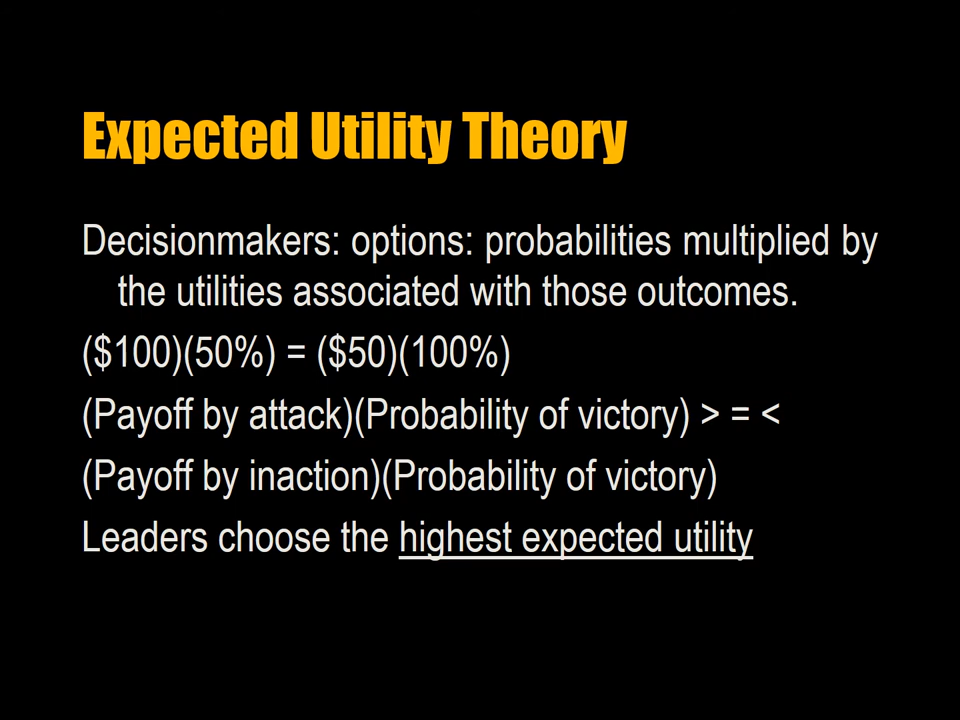 Expected Utility Theory
Decisionmakers: options: probabilities multiplied by
the utilities associated with those outcomes.
($100)(50%) = ($50)(100%)
(Payoff by attack)(Probability of victory) > = <
(Payoff by inaction)(Probability of victory)
Leaders choose the highest expected utility